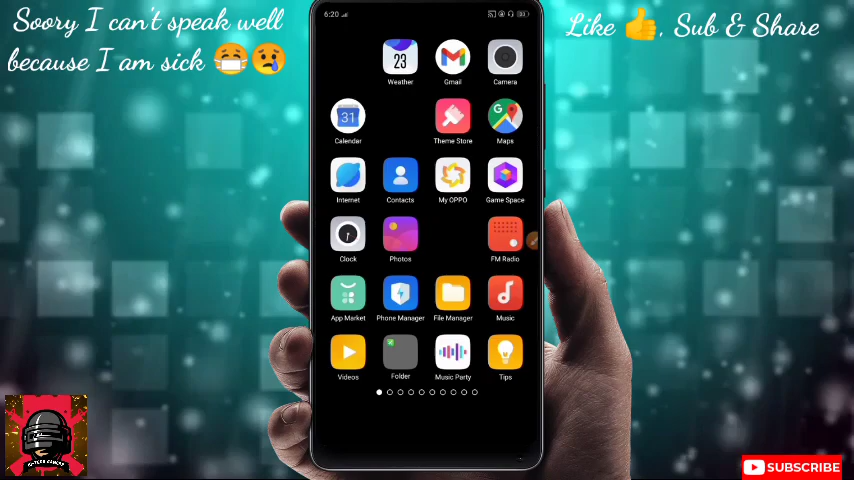 Soory I can't speak well
because I am sick 😷😢
Like 👍, Sub & Share
6:20
23
Weather
Gmail
Camera
31
Calendar
Theme Store
G
Maps
Internet
Contacts
My OPPO
Game Space
Clock
Photos
FM Radio
App Market
Phone Manager
File Manager
Music
Videos
Folder
Music Party
Tips
SUBSCRIBE